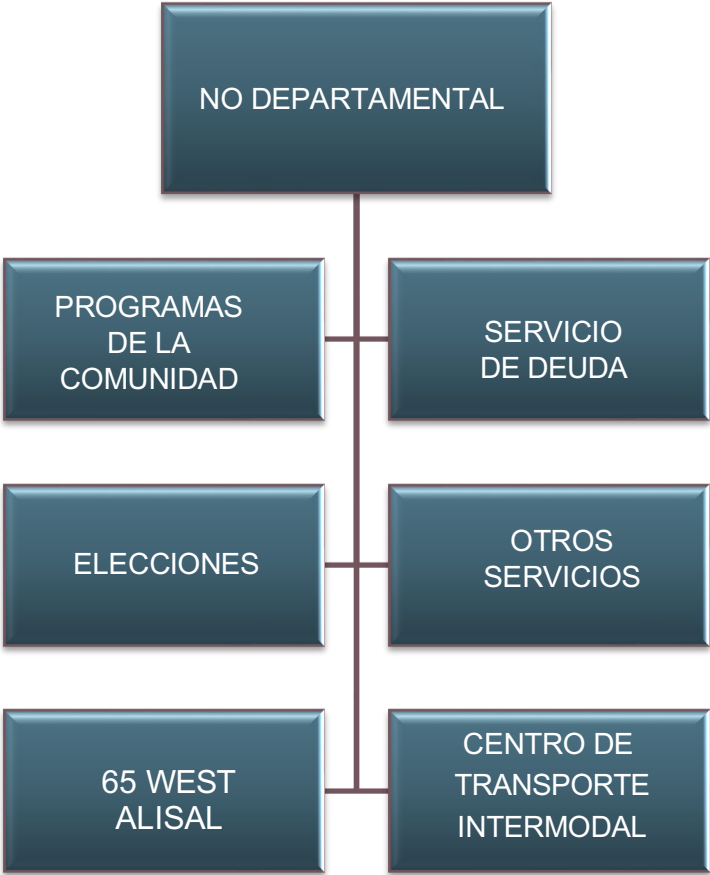 NO DEPARTAMENTAL
PROGRAMAS
DE LA
COMUNIDAD
SERVICIO
DE DEUDA
ELECCIONES
OTROS
SERVICIOS
65 WEST
ALISAL
CENTRO DE
TRANSPORTE
INTERMODAL